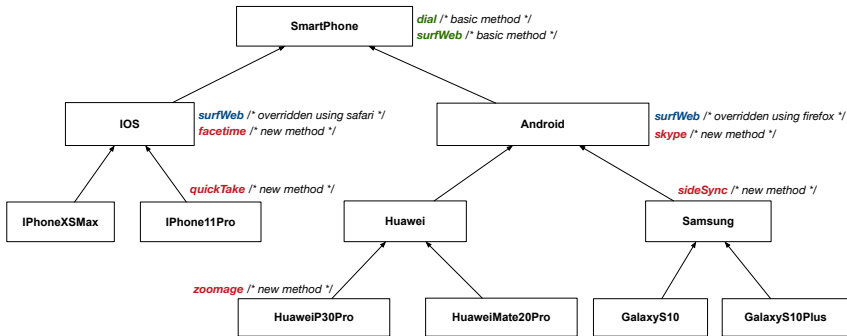 SmartPhone
dial /* basic method */
surfWeb /* basic method */
IOS
surfWeb /* overridden using safari */
facetime /* new method */
Android
surfWeb /* overridden using firefox */
skype /* new method */
quickTake /* new method */
sideSync /* new method */
IPhoneXSMax
IPhone11Pro
Huawei
Samsung
zoomage /* new method */
HuaweiP30Pro
HuaweiMate20Pro
GalaxyS10
GalaxyS10Plus